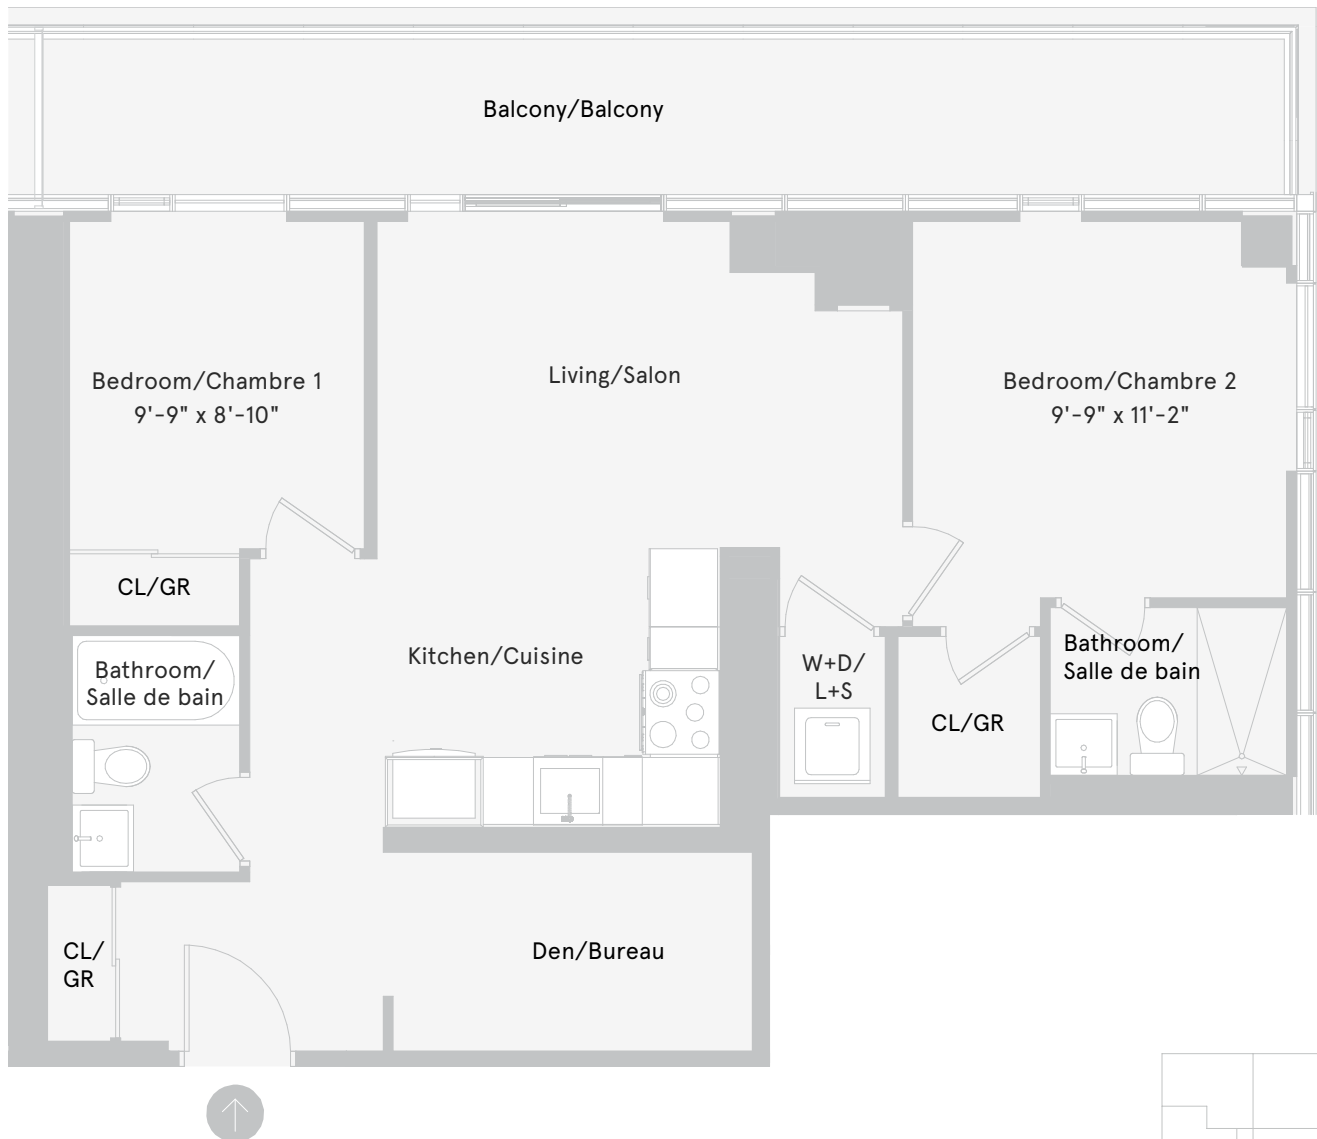 Balcony/Balcony
Bedroom/Chambre 1
9'-9" x 8'-10"
Living/Salon
Bedroom/Chambre 2
9'-9" x 11'-2"
CL/GR
Kitchen/Cuisine
Bathroom/
Salle de bain
W+D/
L+S
CL/GR
Bathroom/
Salle de bain
CL/
GR
Den/Bureau